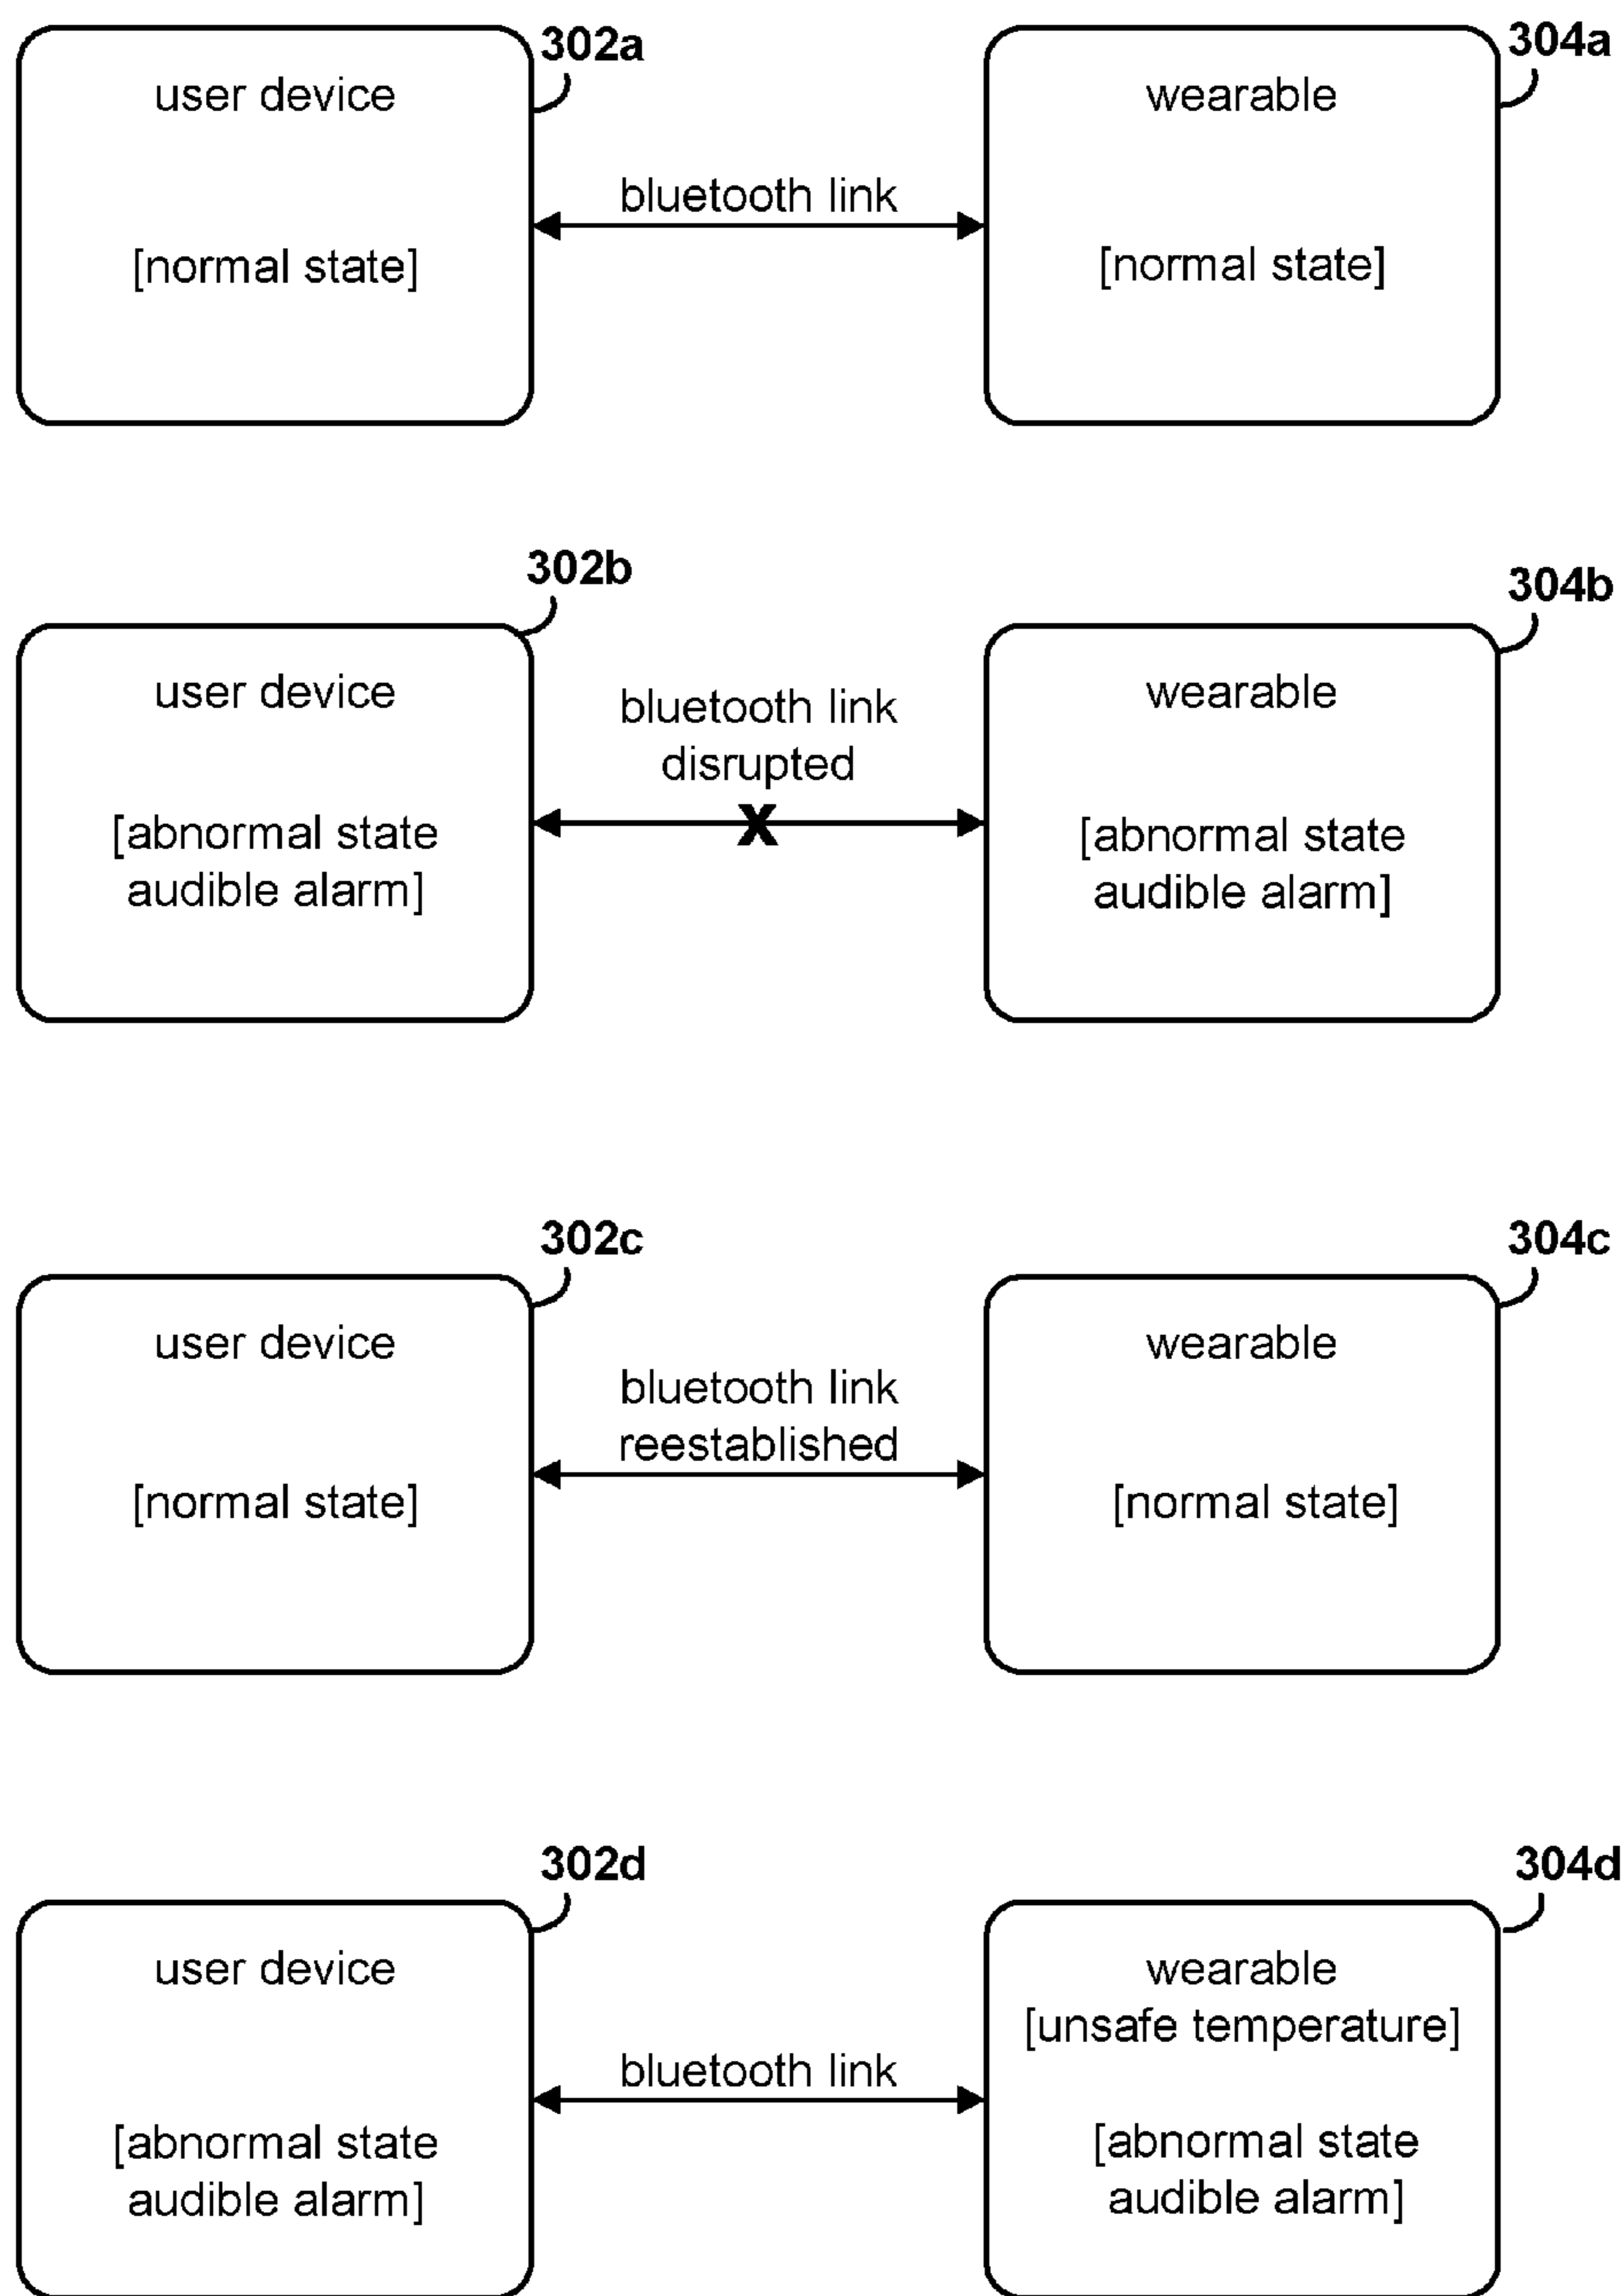 302a
304a
user device
wearable
bluetooth link
[normal state]
[normal state]
302b
304b
user device
wearable
bluetooth link
disrupted
X
[abnormal state
audible alarm]
[abnormal state
audible alarm]
302c
304c
user device
wearable
bluetooth link
reestablished
[normal state]
[normal state]
302d
304d
user device
wearable
[unsafe temperature]
bluetooth link
[abnormal state
audible alarm]
[abnormal state
audible alarm]